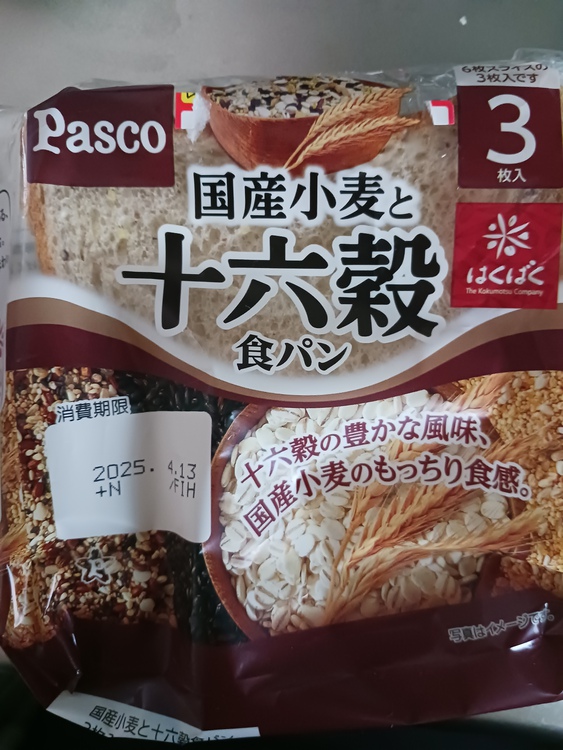 6枚スライスの
3枚入です
Pasco
3
枚入
国産小麦と
十六穀
食パン
はくばく
The Kokumotsu Company
消費期限
2025. 4.13
+N /FIH
十六穀の豊かな風味、
国産小麦のもっちり食感。
写真はイメージです。
国産小麦と十六穀食パン